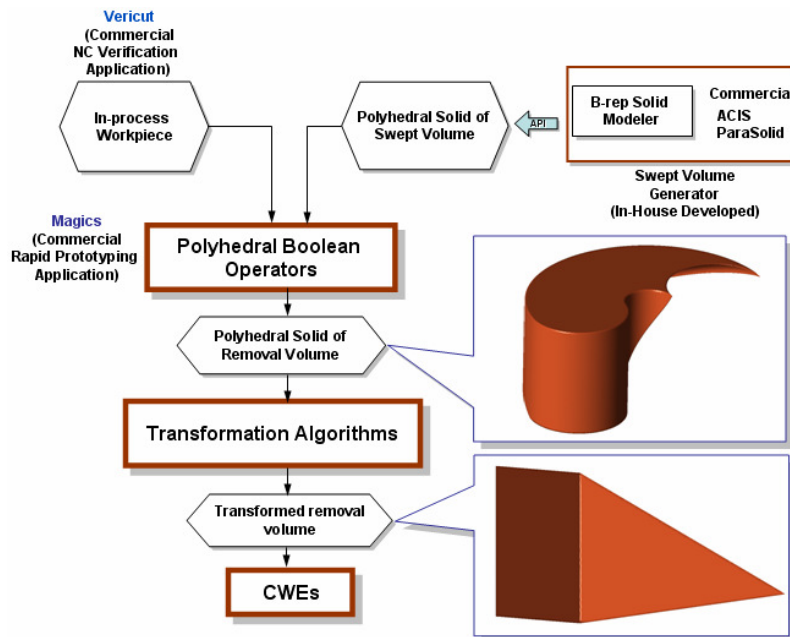 Vericut
(Commercial
NC Verification
Application)
In-process
Workpiece
Polyhedral Solid of
Swept Volume
API
B-rep Solid
Modeler
Commercia
ACIS
ParaSolid
Swept Volume
Generator
(In-House Developed)
Magics
(Commercial
Rapid Prototyping
Application)
Polyhedral Boolean
Operators
Polyhedral Solid of
Removal Volume
Transformation Algorithms
Transformed removal
volume
CWEs